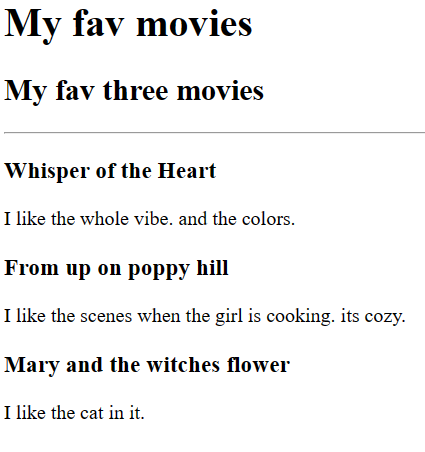 My fav movies
My fav three movies
Whisper of the Heart
I like the whole vibe. and the colors.
From up on poppy hill
I like the scenes when the girl is cooking. its cozy.
Mary and the witches flower
I like the cat in it.